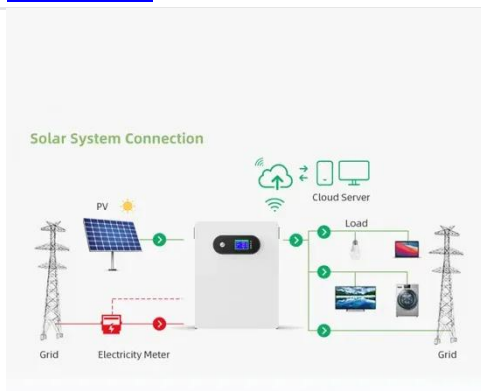 Solar System Connection
Cloud Server
PV
Load
Grid
Electricity Meter
Grid